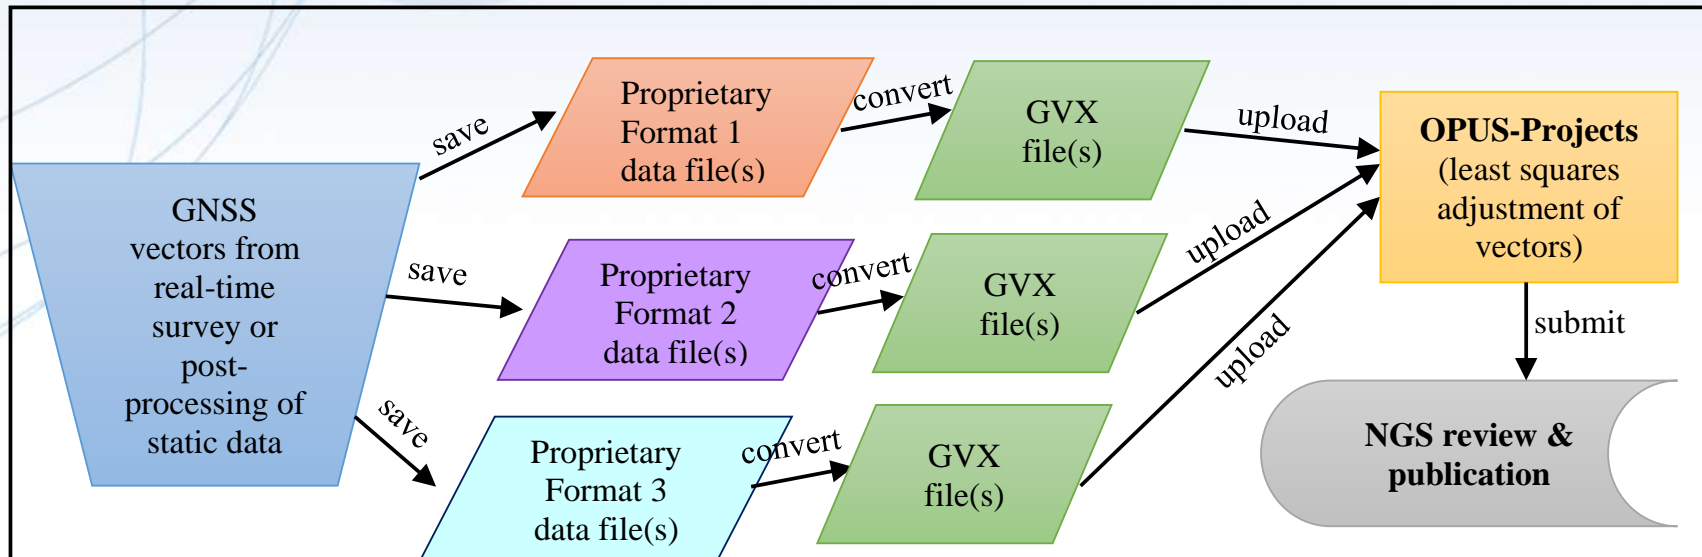 GNSS
vectors from
real-time
survey or
post-
processing of
static data
save
save
save
Proprietary
Format 1
data file(s)
convert
GVX
file(s)
upload
Proprietary
Format 2
data file(s)
convert
GVX
file(s)
upload
Proprietary
Format 3
data file(s)
convert
GVX
file(s)
upload
OPUS-Projects
(least squares
adjustment of
vectors)
submit
NGS review &
publication